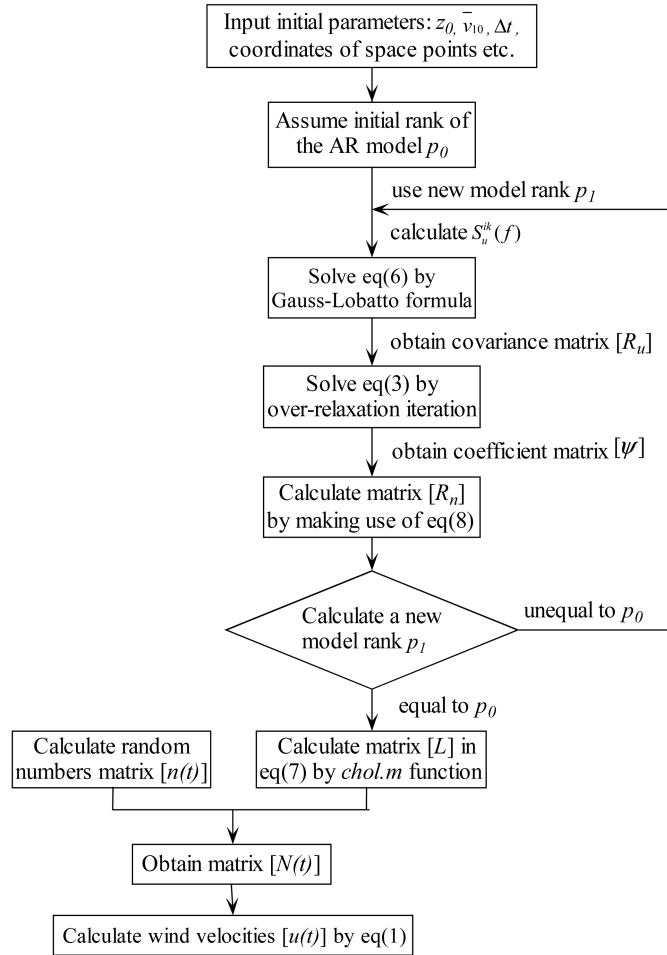 Input initial parameters: z₀, v̅₁₀, Δt,
coordinates of space points etc.
Assume initial rank of
the AR model p₀
use new model rank p₁
calculate Sᵤⁱᵏ(f)
Solve eq(6) by
Gauss-Lobatto formula
obtain covariance matrix [Rᵤ]
Solve eq(3) by
over-relaxation iteration
obtain coefficient matrix [ψ]
Calculate matrix [Rₙ]
by making use of eq(8)
Calculate a new
model rank p₁
unequal to p₀
equal to p₀
Calculate random
numbers matrix [n(t)]
Calculate matrix [L] in
eq(7) by chol.m function
Obtain matrix [N(t)]
Calculate wind velocities [u(t)] by eq(1)